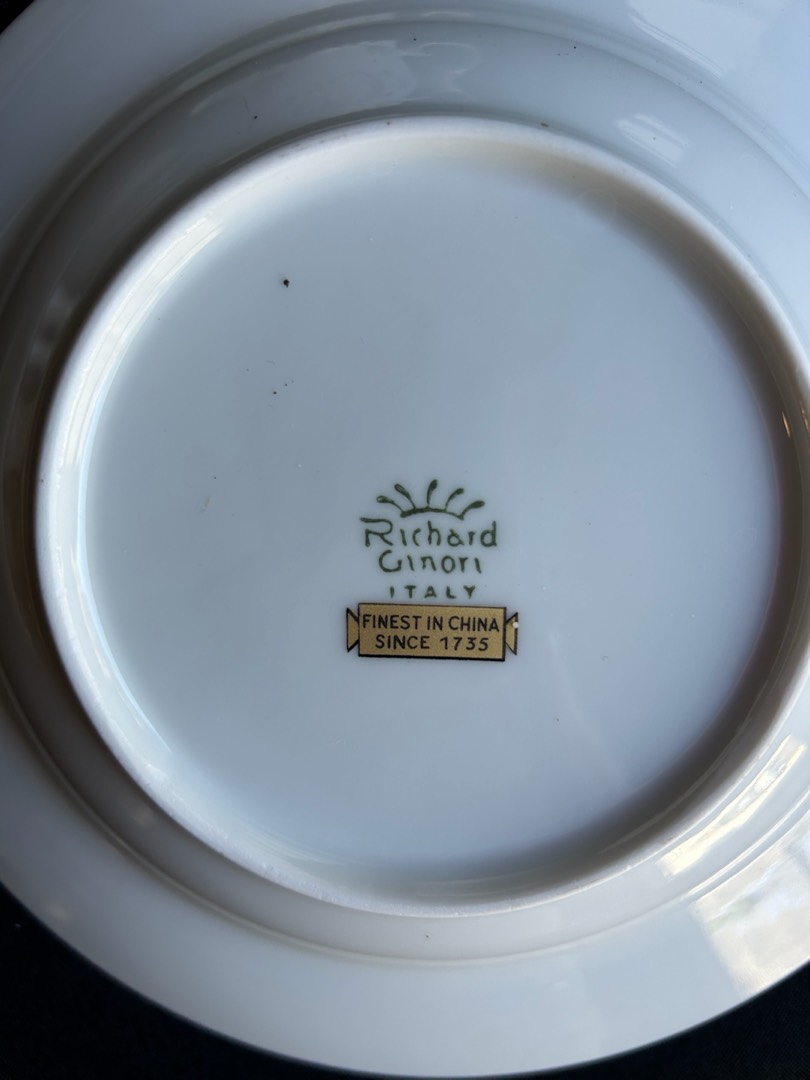 Richard
Ginori
ITALY
FINEST IN CHINA
SINCE 1735